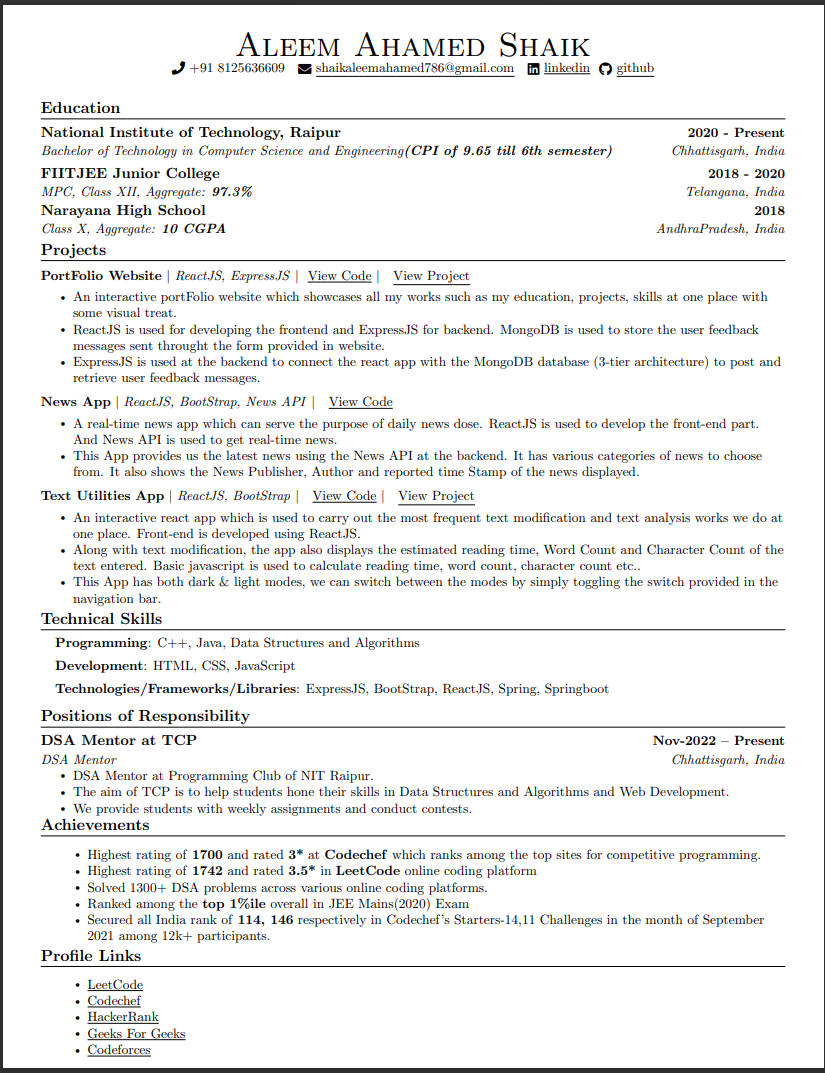 Aleem Ahamed Shaik
+91 8125636609 shaikaleemahamed786@gmail.com linkedin github
Education
National Institute of Technology, Raipur 2020 - Present
Bachelor of Technology in Computer Science and Engineering(CPI of 9.65 till 6th semester) Chhattisgarh, India
FIITJEE Junior College 2018 - 2020
MPC, Class XII, Aggregate: 97.3% Telangana, India
Narayana High School 2018
Class X, Aggregate: 10 CGPA AndhraPradesh, India
Projects
PortFolio Website | ReactJS, ExpressJS | View Code | View Project
• An interactive portFolio website which showcases all my works such as my education, projects, skills at one place with
some visual treat.
• ReactJS is used for developing the frontend and ExpressJS for backend. MongoDB is used to store the user feedback
messages sent throught the form provided in website.
• ExpressJS is used at the backend to connect the react app with the MongoDB database (3-tier architecture) to post and
retrieve user feedback messages.
News App | ReactJS, BootStrap, News API | View Code
• A real-time news app which can serve the purpose of daily news dose. ReactJS is used to develop the front-end part.
And News API is used to get real-time news.
• This App provides us the latest news using the News API at the backend. It has various categories of news to choose
from. It also shows the News Publisher, Author and reported time Stamp of the news displayed.
Text Utilities App | ReactJS, BootStrap | View Code | View Project
• An interactive react app which is used to carry out the most frequent text modification and text analysis works we do at
one place. Front-end is developed using ReactJS.
• Along with text modification, the app also displays the estimated reading time, Word Count and Character Count of the
text entered. Basic javascript is used to calculate reading time, word count, character count etc..
• This App has both dark & light modes, we can switch between the modes by simply toggling the switch provided in the
navigation bar.
Technical Skills
Programming: C++, Java, Data Structures and Algorithms
Development: HTML, CSS, JavaScript
Technologies/Frameworks/Libraries: ExpressJS, BootStrap, ReactJS, Spring, Springboot
Positions of Responsibility
DSA Mentor at TCP Nov-2022 – Present
DSA Mentor Chhattisgarh, India
• DSA Mentor at Programming Club of NIT Raipur.
• The aim of TCP is to help students hone their skills in Data Structures and Algorithms and Web Development.
• We provide students with weekly assignments and conduct contests.
Achievements
• Highest rating of 1700 and rated 3* at Codechef which ranks among the top sites for competitive programming.
• Highest rating of 1742 and rated 3.5* in LeetCode online coding platform
• Solved 1300+ DSA problems across various online coding platforms.
• Ranked among the top 1%ile overall in JEE Mains(2020) Exam
• Secured all India rank of 114, 146 respectively in Codechef's Starters-14,11 Challenges in the month of September
2021 among 12k+ participants.
Profile Links
• LeetCode
• Codechef
• HackerRank
• Geeks For Geeks
• Codeforces